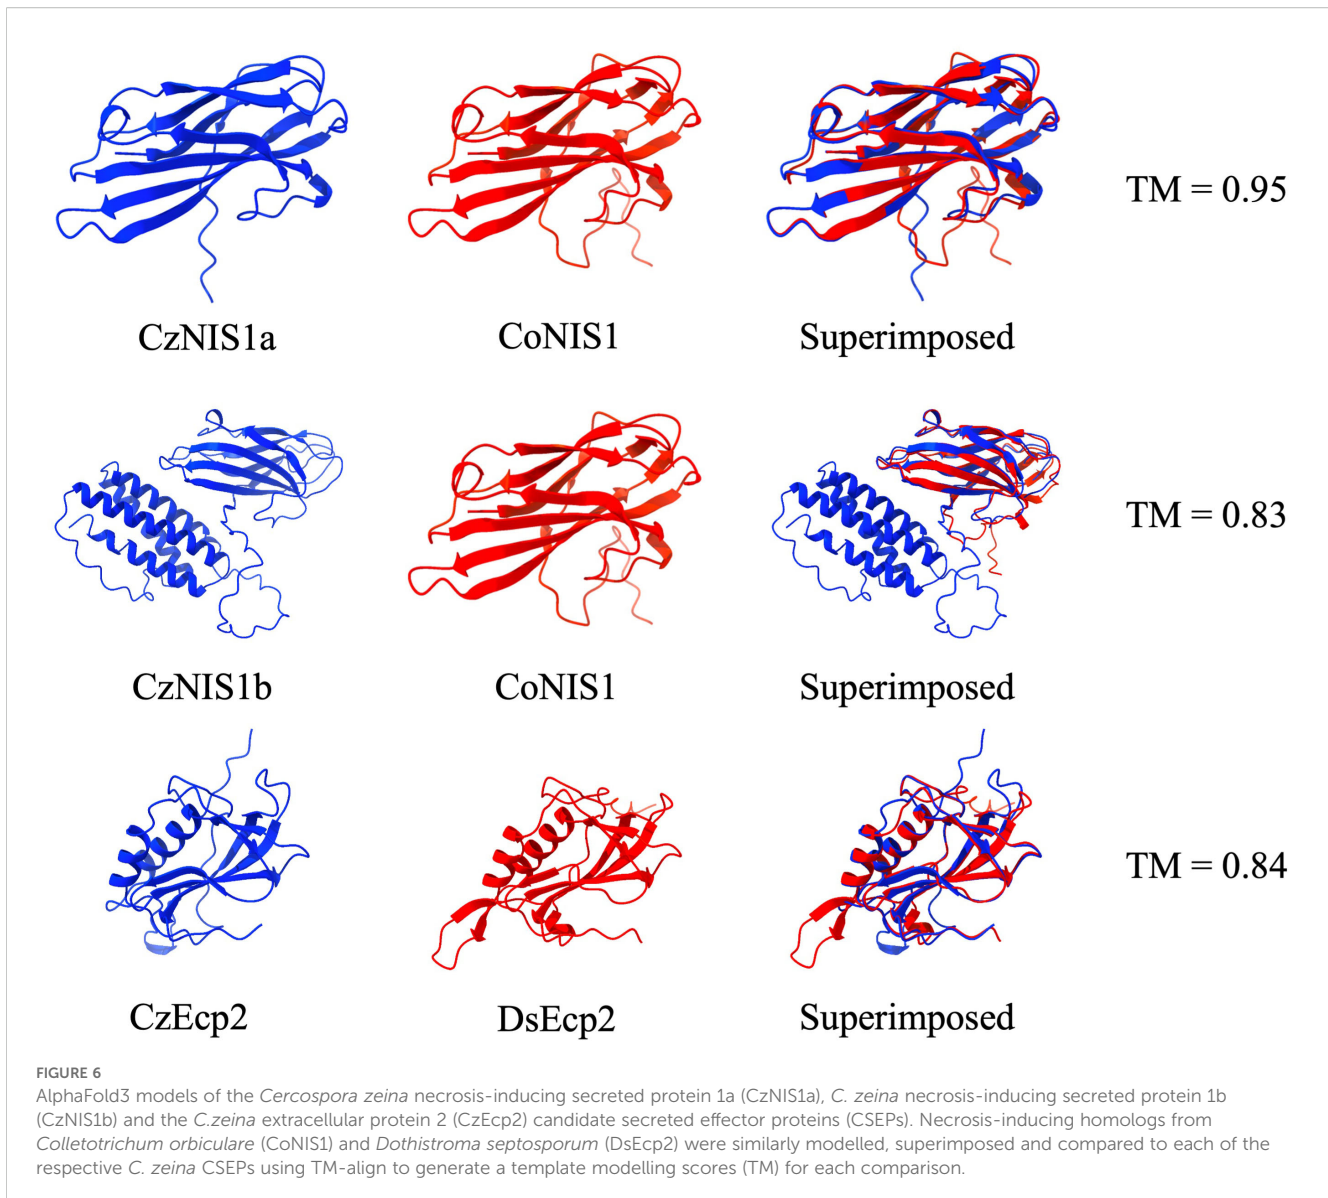 TM = 0.95
CzNIS1a CoNIS1 Superimposed
TM = 0.83
CzNIS1b CoNIS1 Superimposed
TM = 0.84
CzEcp2 DsEcp2 Superimposed
FIGURE 6
AlphaFold3 models of the Cercospora zeina necrosis-inducing secreted protein 1a (CzNIS1a), C. zeina necrosis-inducing secreted protein 1b
(CzNIS1b) and the C.zeina extracellular protein 2 (CzEcp2) candidate secreted effector proteins (CSEPs). Necrosis-inducing homologs from
Colletotrichum orbiculare (CoNIS1) and Dothistroma septosporum (DsEcp2) were similarly modelled, superimposed and compared to each of the
respective C. zeina CSEPs using TM-align to generate a template modelling scores (TM) for each comparison.